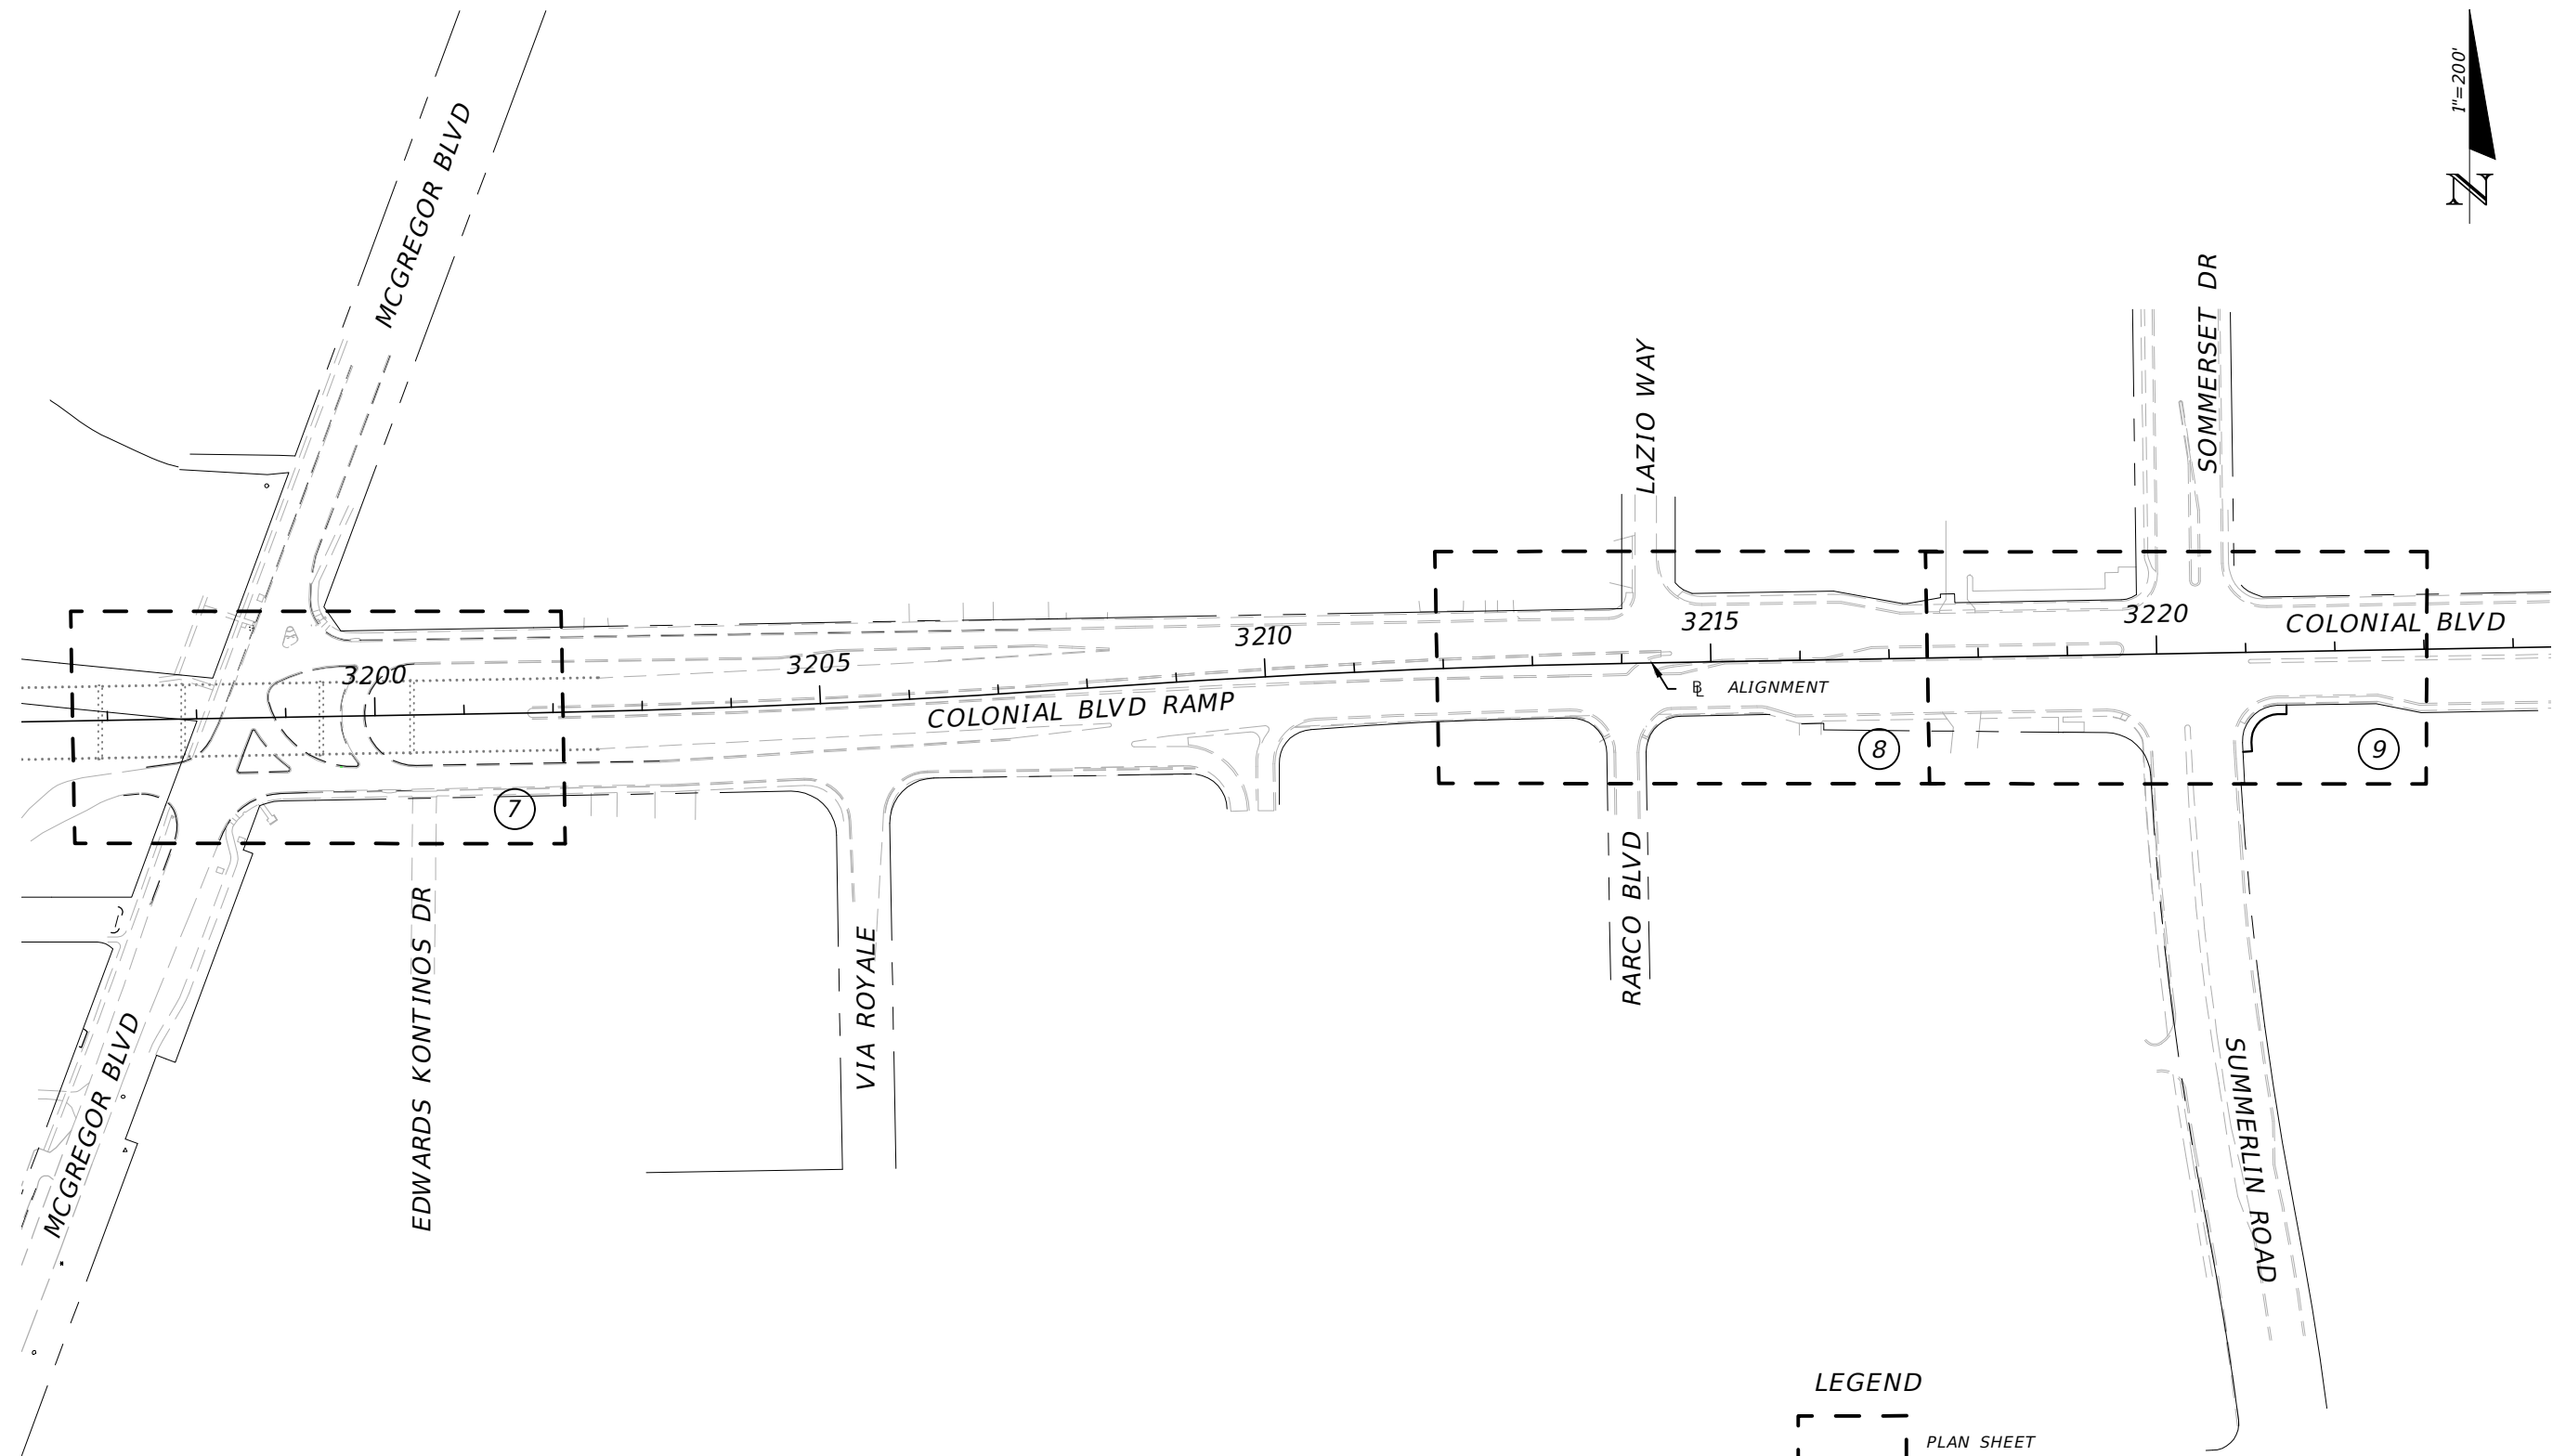 1"=200'
N
MCGREGOR BLVD
SOMMERSET DR
LAZIO WAY
3200
3205
3210
3215
3220
COLONIAL BLVD
COLONIAL BLVD RAMP
BL ALIGNMENT
7
8
9
EDWARDS KONTINOS DR
VIA ROYALE
RARCO BLVD
MCGREGOR BLVD
SUMMERLIN ROAD
LEGEND
PLAN SHEET